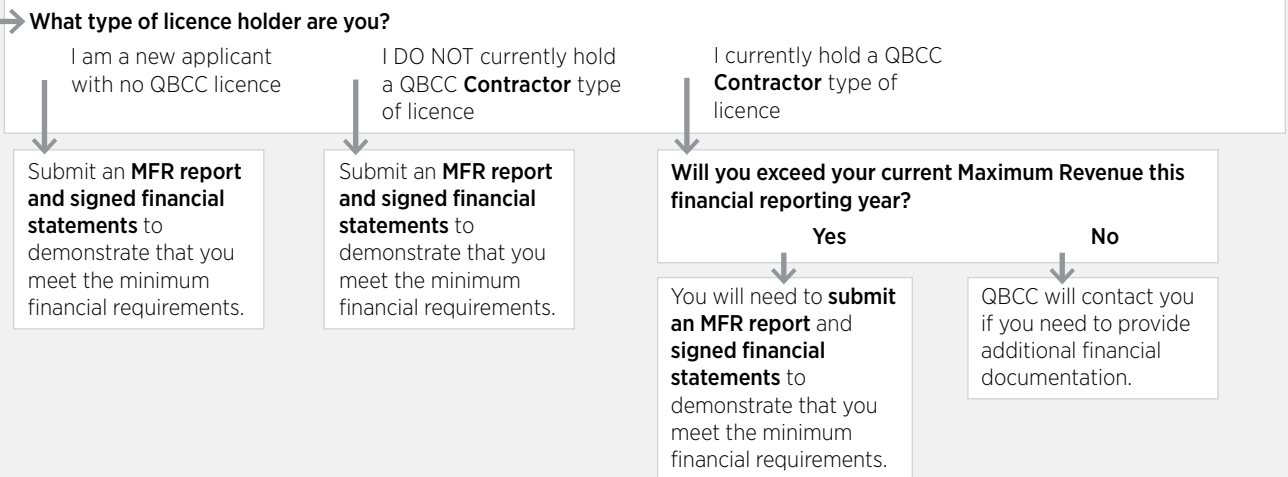 What type of licence holder are you?
I am a new applicant
with no QBCC licence
I DO NOT currently hold
a QBCC Contractor type
of licence
I currently hold a QBCC
Contractor type of
licence
Submit an MFR report
and signed financial
statements to
demonstrate that you
meet the minimum
financial requirements.
Submit an MFR report
and signed financial
statements to
demonstrate that you
meet the minimum
financial requirements.
Will you exceed your current Maximum Revenue this
financial reporting year?
Yes
No
You will need to submit
an MFR report and
signed financial
statements to
demonstrate that you
meet the minimum
financial requirements.
QBCC will contact you
if you need to provide
additional financial
documentation.